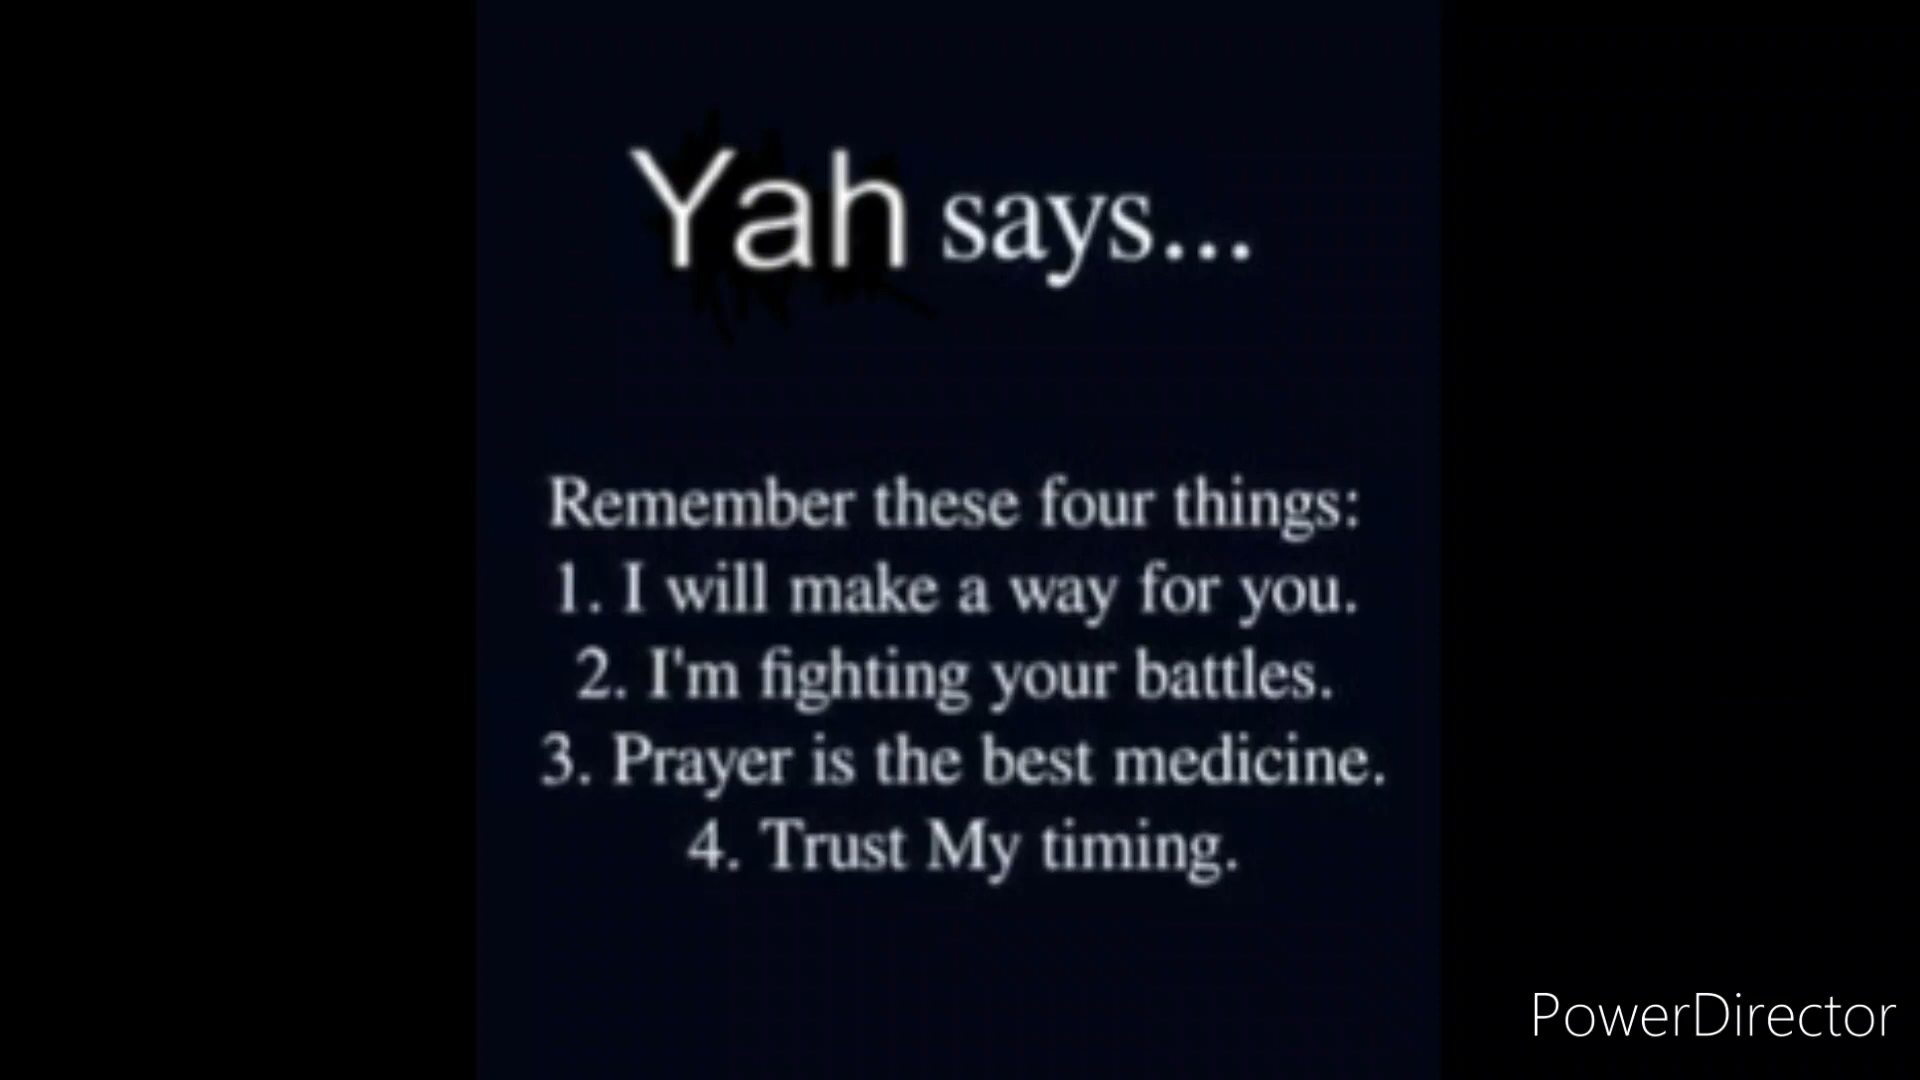 Yah says...
Remember these four things:
1. I will make a way for you.
2. I'm fighting your battles.
3. Prayer is the best medicine.
4. Trust My timing.
PowerDirector